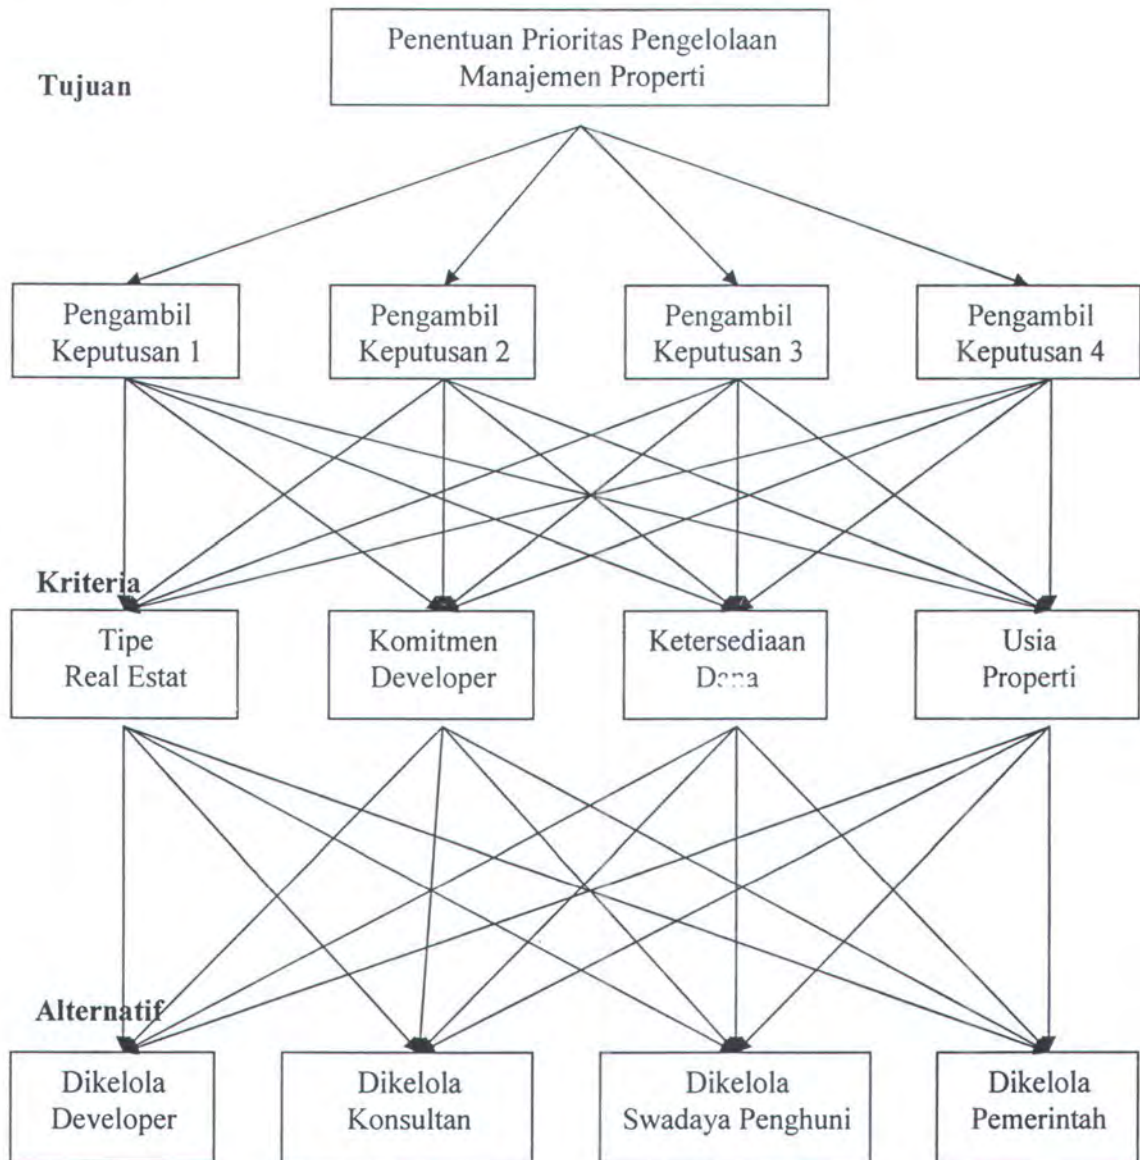 Penentuan Prioritas Pengelolaan
Manajemen Properti
Tujuan
Pengambil
Keputusan 1
Pengambil
Keputusan 2
Pengambil
Keputusan 3
Pengambil
Keputusan 4
Kriteria
Tipe
Real Estat
Komitmen
Developer
Ketersediaan
Dana
Usia
Properti
Alternatif
Dikelola
Developer
Dikelola
Konsultan
Dikelola
Swadaya Penghuni
Dikelola
Pemerintah